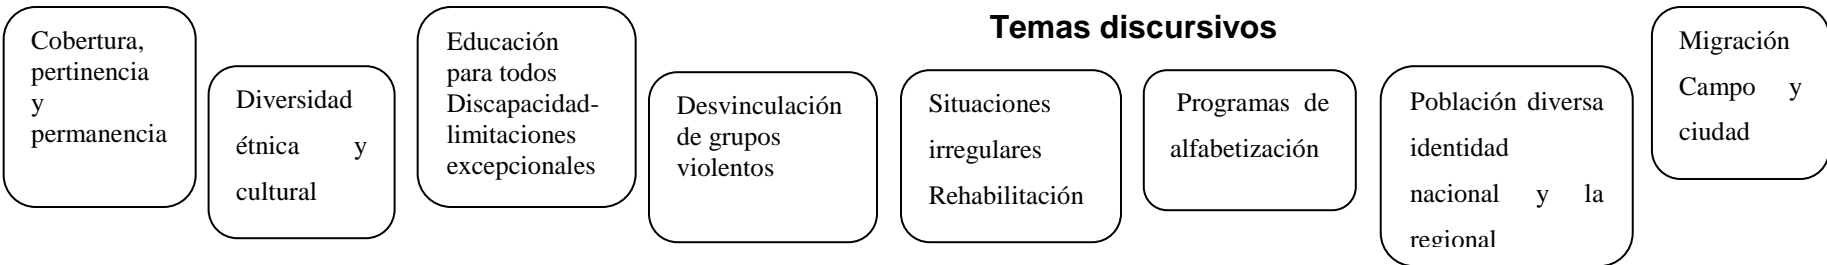 Temas discursivos
Cobertura,
pertinencia
y
permanencia
Diversidad
étnica y
cultural
Educación
para todos
Discapacidad-
limitaciones
excepcionales
Desvinculación
de grupos
violentos
Situaciones
irregulares
Rehabilitación
Programas de
alfabetización
Población diversa
identidad
nacional y la
regional
Migración
Campo y
ciudad